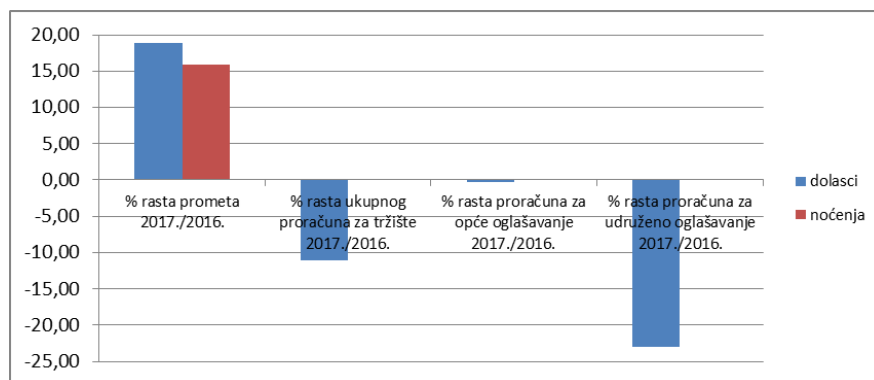 20,00
15,00
10,00
5,00
0,00
-5,00
-10,00
-15,00
-20,00
-25,00
% rasta prometa
2017./2016.
% rasta ukupnog
proračuna za tržište
2017./2016.
% rasta proračuna za
opće oglašavanje
2017./2016.
% rasta proračuna za
udruženo oglašavanje
2017./2016.
dolasci
noćenja